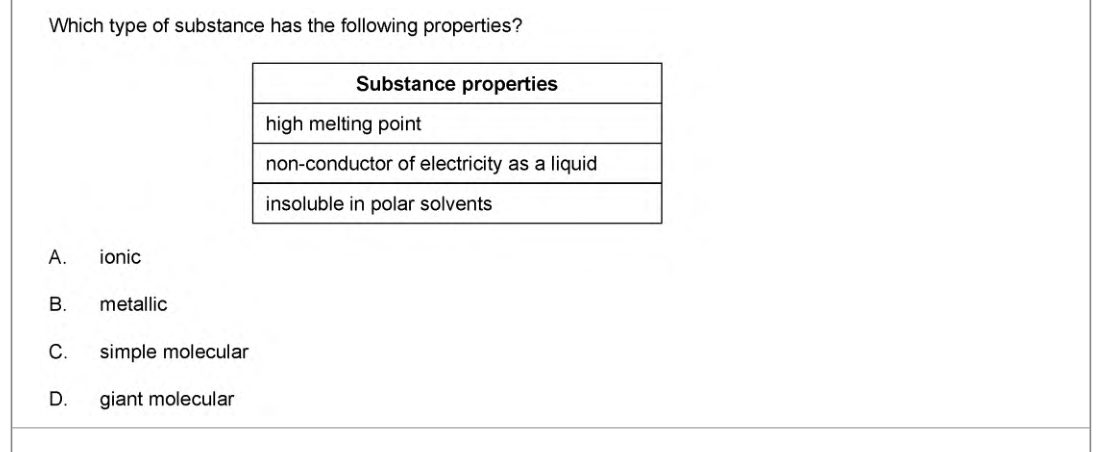 Which type of substance has the following properties?
Substance properties
high melting point
non-conductor of electricity as a liquid
insoluble in polar solvents
A. ionic
B. metallic
C. simple molecular
D. giant molecular